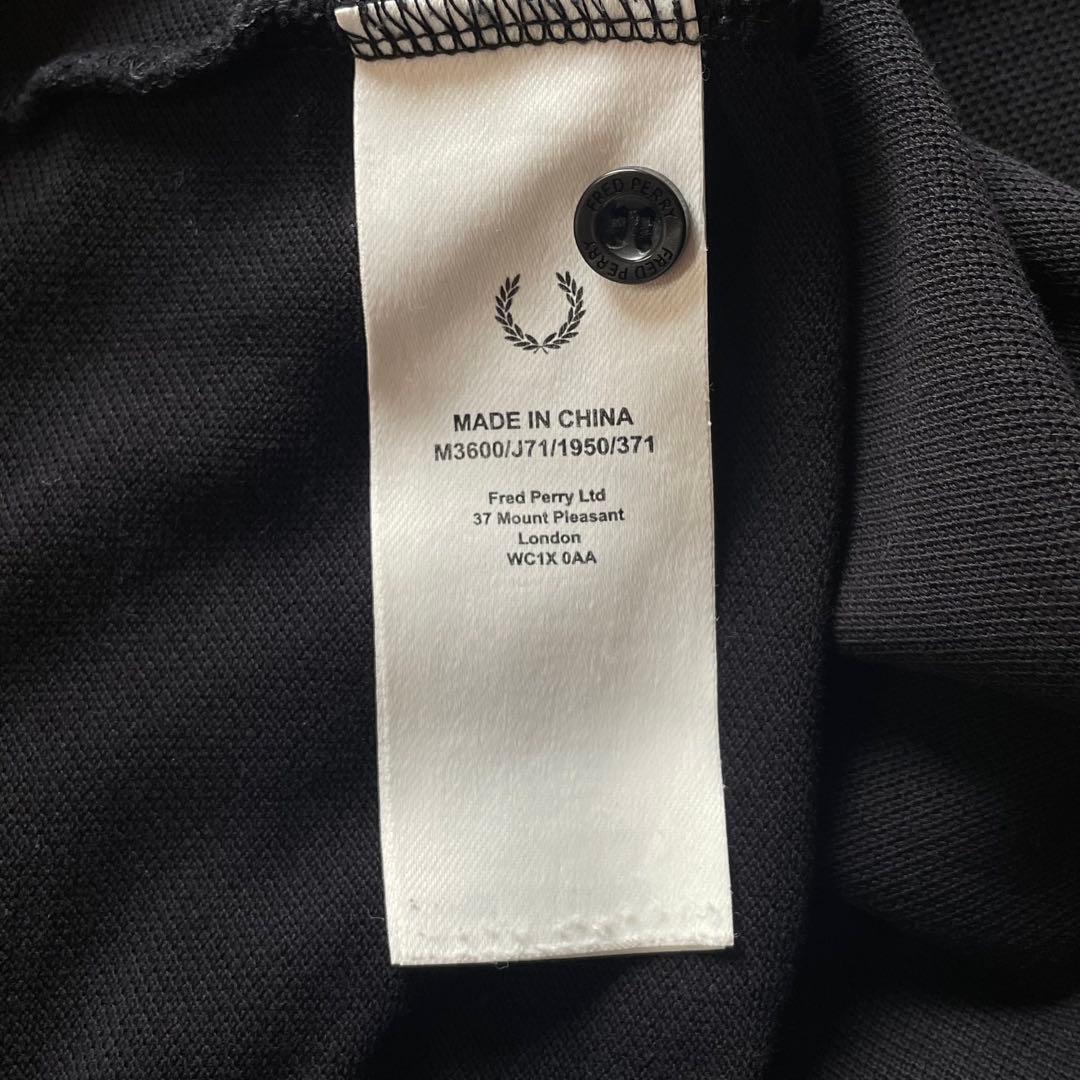 FRED PERRY
FRED PERRY
MADE IN CHINA
M3600/J71/1950/371
Fred Perry Ltd
37 Mount Pleasant
London
WC1X 0AA